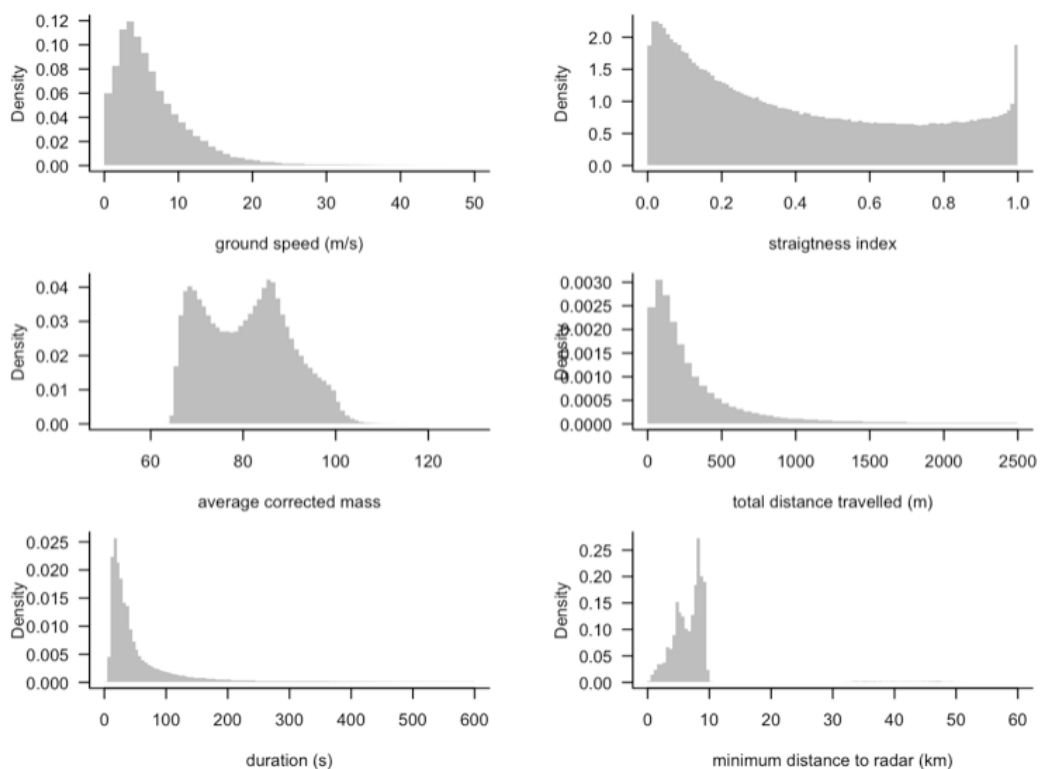 Density
0.12
0.10
0.08
0.06
0.04
0.02
0.00
0 10 20 30 40 50
ground speed (m/s)
Density
2.0
1.5
1.0
0.5
0.0
0.0 0.2 0.4 0.6 0.8 1.0
straigtness index
Density
0.04
0.03
0.02
0.01
0.00
60 80 100 120
average corrected mass
Density
0.0030
0.0025
0.0020
0.0015
0.0010
0.0005
0.0000
0 500 1000 1500 2000 2500
total distance travelled (m)
Density
0.025
0.020
0.015
0.010
0.005
0.000
0 100 200 300 400 500 600
duration (s)
Density
0.25
0.20
0.15
0.10
0.05
0.00
0 10 20 30 40 50 60
minimum distance to radar (km)